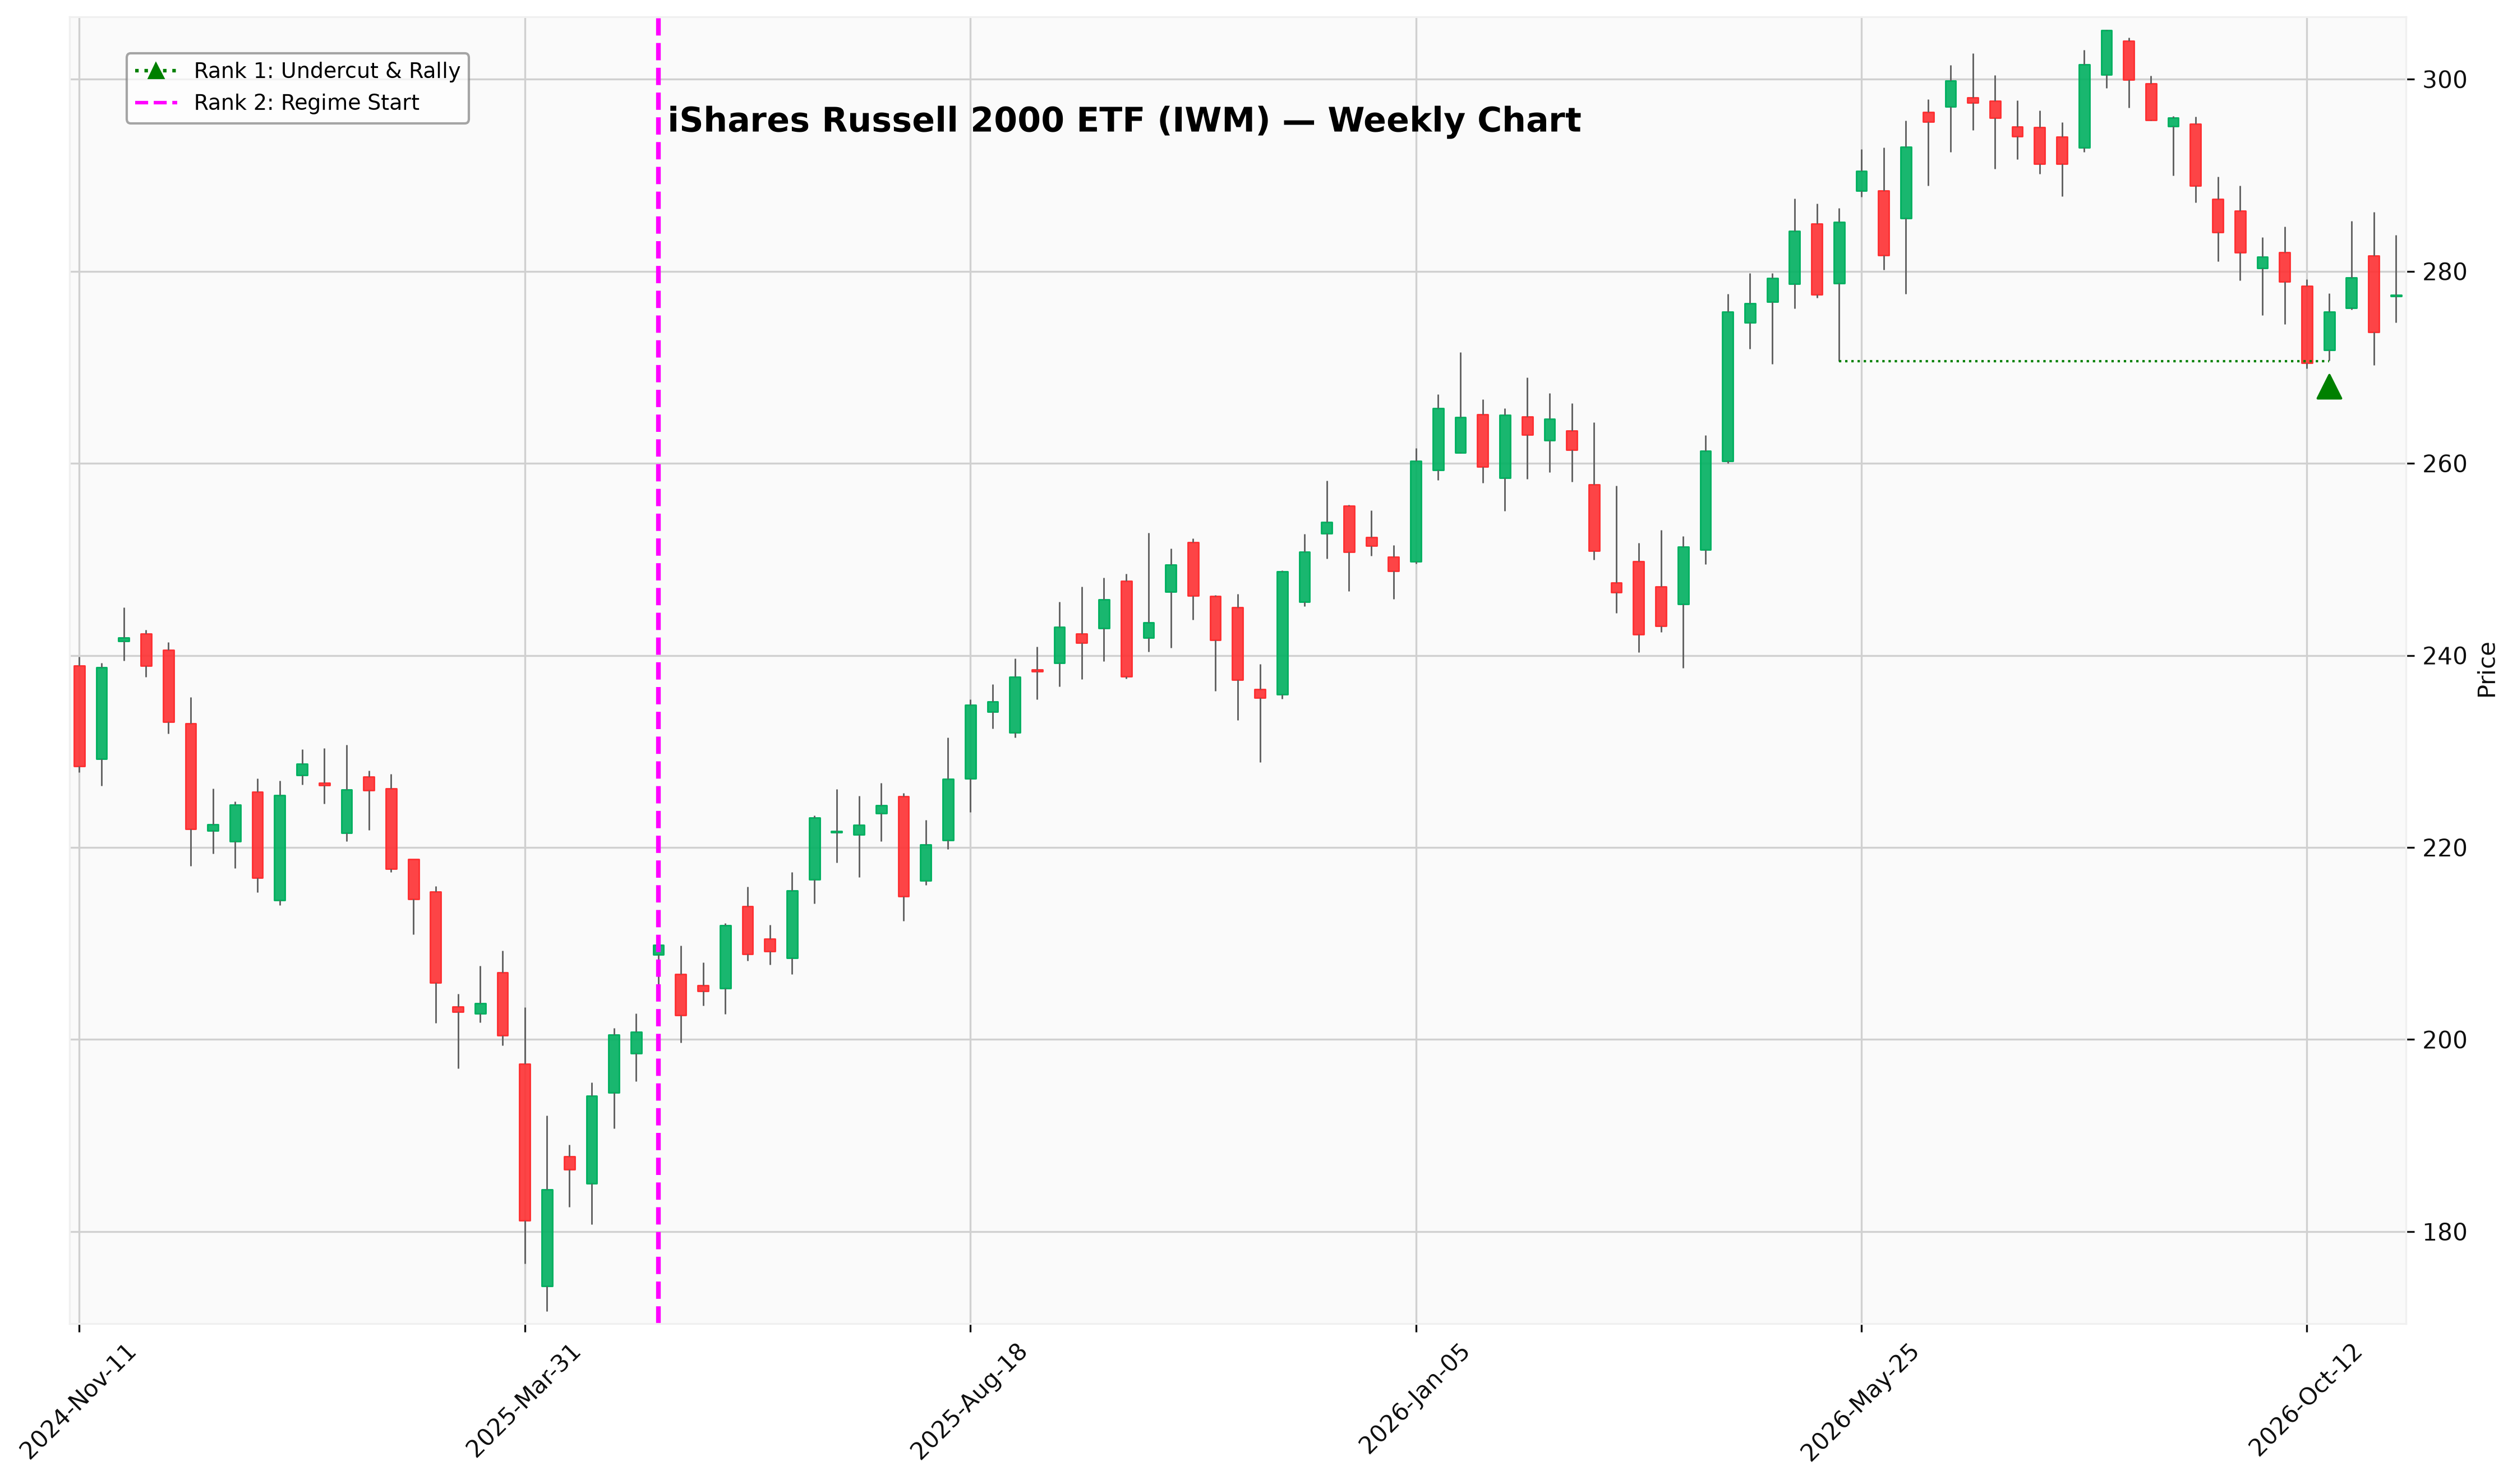 Rank 1: Undercut & Rally
Rank 2: Regime Start
iShares Russell 2000 ETF (IWM) — Weekly Chart
300
280
260
240
220
200
180
Price
2024-Nov-11
2025-Mar-31
2025-Aug-18
2026-Jan-05
2026-May-25
2026-Oct-12